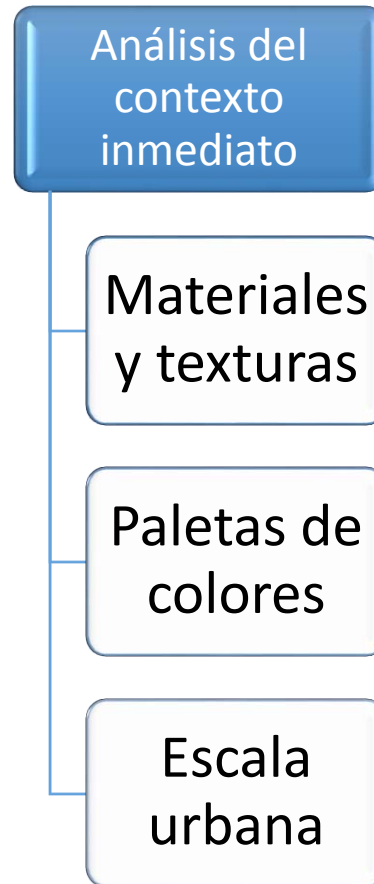 Análisis del
contexto
inmediato
Materiales
y texturas
Paletas de
colores
Escala
urbana